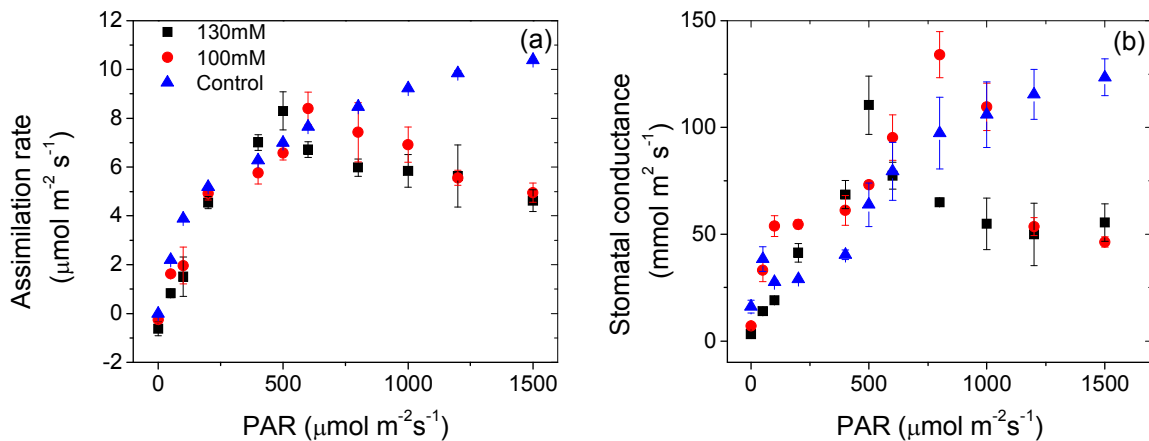 12
10
8
6
4
2
0
-2
0
500
1000
1500
130mM
100mM
Control
(a)
Assimilation rate
(μmol m⁻² s⁻¹)
PAR (μmol m⁻²s⁻¹)
150
100
50
0
0
500
1000
1500
(b)
Stomatal conductance
(mmol m² s⁻¹)
PAR (μmol m⁻²s⁻¹)